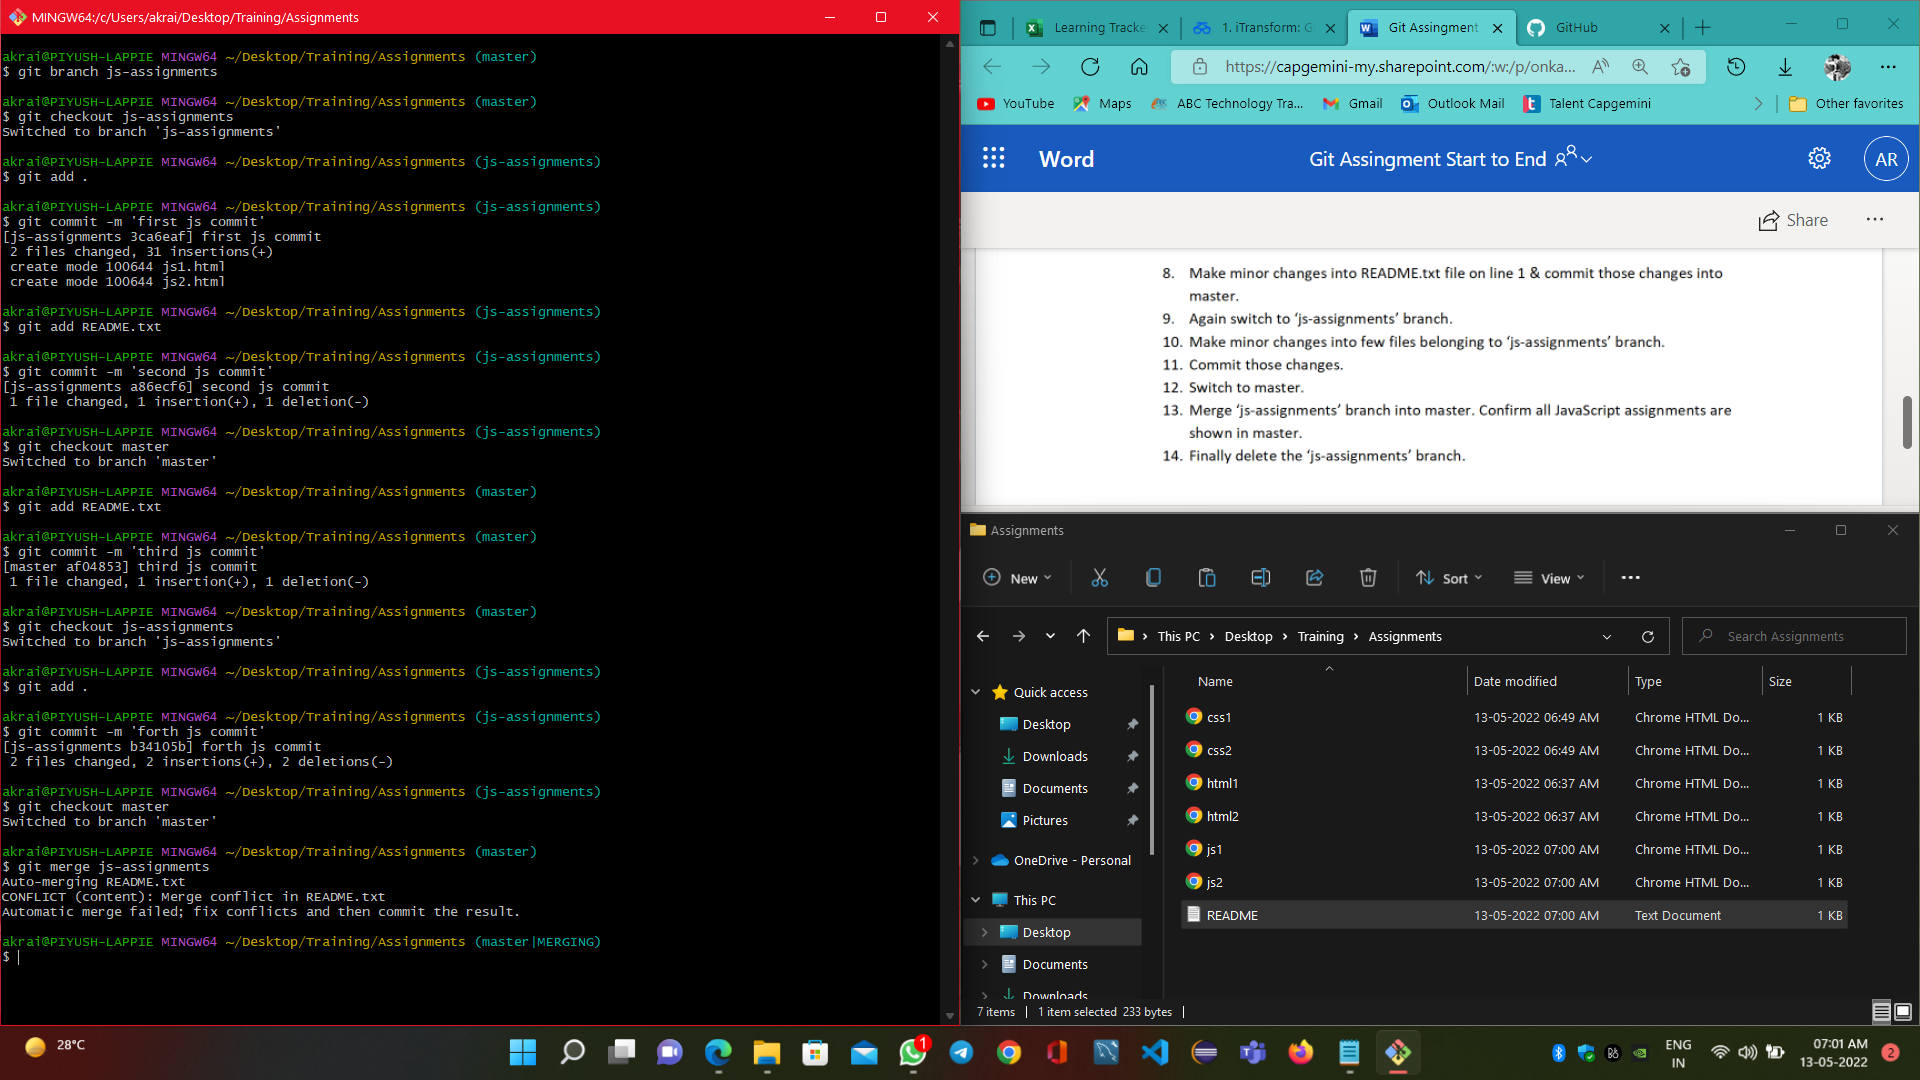 MINGW64:/c/Users/akrai/Desktop/Training/Assignments
akrai@PIYUSH-LAPPIE MINGW64 ~/Desktop/Training/Assignments (master)
$ git branch js-assignments
akrai@PIYUSH-LAPPIE MINGW64 ~/Desktop/Training/Assignments (master)
$ git checkout js-assignments
Switched to branch 'js-assignments'
akrai@PIYUSH-LAPPIE MINGW64 ~/Desktop/Training/Assignments (js-assignments)
$ git add .
akrai@PIYUSH-LAPPIE MINGW64 ~/Desktop/Training/Assignments (js-assignments)
$ git commit -m 'first js commit'
[js-assignments 3ca6eaf] first js commit
2 files changed, 31 insertions(+)
create mode 100644 js1.html
create mode 100644 js2.html
akrai@PIYUSH-LAPPIE MINGW64 ~/Desktop/Training/Assignments (js-assignments)
$ git add README.txt
akrai@PIYUSH-LAPPIE MINGW64 ~/Desktop/Training/Assignments (js-assignments)
$ git commit -m 'second js commit'
[js-assignments a86ecf6] second js commit
1 file changed, 1 insertion(+), 1 deletion(-)
akrai@PIYUSH-LAPPIE MINGW64 ~/Desktop/Training/Assignments (js-assignments)
$ git checkout master
Switched to branch 'master'
akrai@PIYUSH-LAPPIE MINGW64 ~/Desktop/Training/Assignments (master)
$ git add README.txt
akrai@PIYUSH-LAPPIE MINGW64 ~/Desktop/Training/Assignments (master)
$ git commit -m 'third js commit'
[master af04853] third js commit
1 file changed, 1 insertion(+), 1 deletion(-)
akrai@PIYUSH-LAPPIE MINGW64 ~/Desktop/Training/Assignments (master)
$ git checkout js-assignments
Switched to branch 'js-assignments'
akrai@PIYUSH-LAPPIE MINGW64 ~/Desktop/Training/Assignments (js-assignments)
$ git add .
akrai@PIYUSH-LAPPIE MINGW64 ~/Desktop/Training/Assignments (js-assignments)
$ git commit -m 'forth js commit'
[js-assignments b34105b] forth js commit
2 files changed, 2 insertions(+), 2 deletions(-)
akrai@PIYUSH-LAPPIE MINGW64 ~/Desktop/Training/Assignments (js-assignments)
$ git checkout master
Switched to branch 'master'
akrai@PIYUSH-LAPPIE MINGW64 ~/Desktop/Training/Assignments (master)
$ git merge js-assignments
Auto-merging README.txt
CONFLICT (content): Merge conflict in README.txt
Automatic merge failed; fix conflicts and then commit the result.
akrai@PIYUSH-LAPPIE MINGW64 ~/Desktop/Training/Assignments (master|MERGING)
$
Learning Tracke 1. iTransform: G Git Assingment GitHub
https://capgemini-my.sharepoint.com/:w:/p/onka...
YouTube Maps ABC Technology Tra... Gmail Outlook Mail Talent Capgemini Other favorites
Word Git Assingment Start to End AR
Share
8. Make minor changes into README.txt file on line 1 & commit those changes into
master.
9. Again switch to ‘js-assignments’ branch.
10. Make minor changes into few files belonging to ‘js-assignments’ branch.
11. Commit those changes.
12. Switch to master.
13. Merge ‘js-assignments’ branch into master. Confirm all JavaScript assignments are
shown in master.
14. Finally delete the ‘js-assignments’ branch.
Assignments
New Sort View
This PC > Desktop > Training > Assignments Search Assignments
Name Date modified Type Size
Quick access
Desktop
Downloads
Documents
Pictures
OneDrive - Personal
This PC
Desktop
Documents
Downloads
css1 13-05-2022 06:49 AM Chrome HTML Do... 1 KB
css2 13-05-2022 06:49 AM Chrome HTML Do... 1 KB
html1 13-05-2022 06:37 AM Chrome HTML Do... 1 KB
html2 13-05-2022 06:37 AM Chrome HTML Do... 1 KB
js1 13-05-2022 07:00 AM Chrome HTML Do... 1 KB
js2 13-05-2022 07:00 AM Chrome HTML Do... 1 KB
README 13-05-2022 07:00 AM Text Document 1 KB
7 items 1 item selected 233 bytes
28°C
1
ENG
IN
07:01 AM
13-05-2022
2